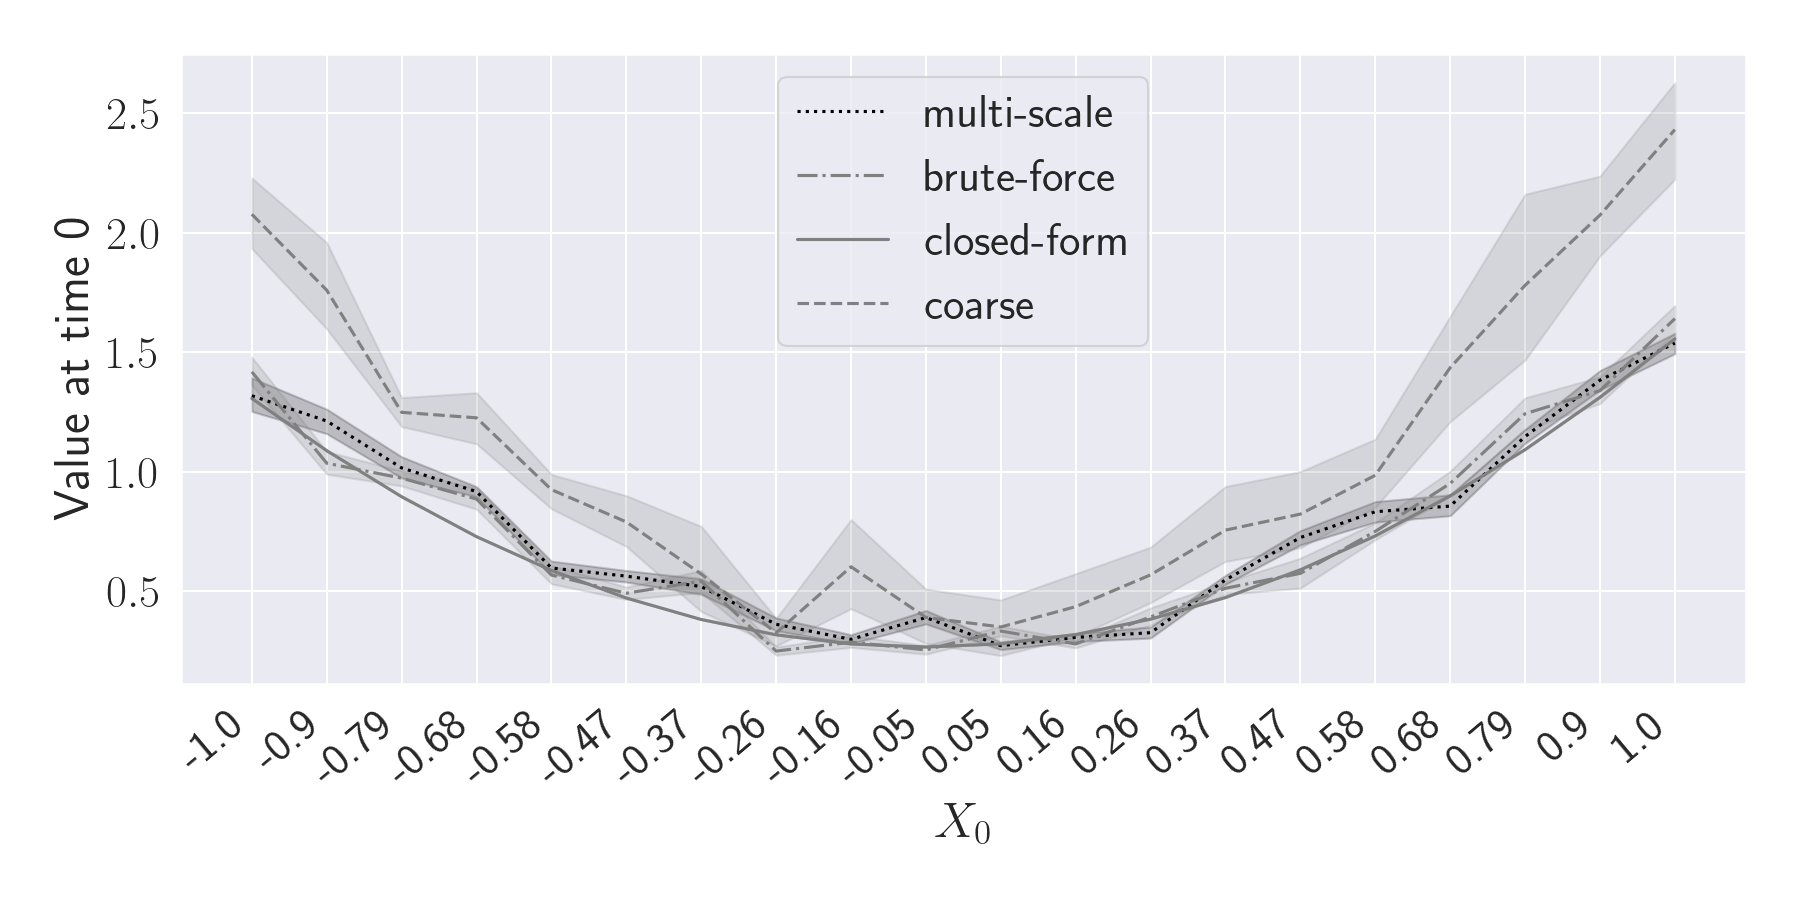 2.5
2.0
1.5
1.0
0.5
Value at time 0
multi-scale
brute-force
closed-form
coarse
-1.0 -0.9 -0.79 -0.68 -0.58 -0.47 -0.37 -0.26 -0.16 -0.05 0.05 0.16 0.26 0.37 0.47 0.58 0.68 0.79 0.9 1.0
X₀